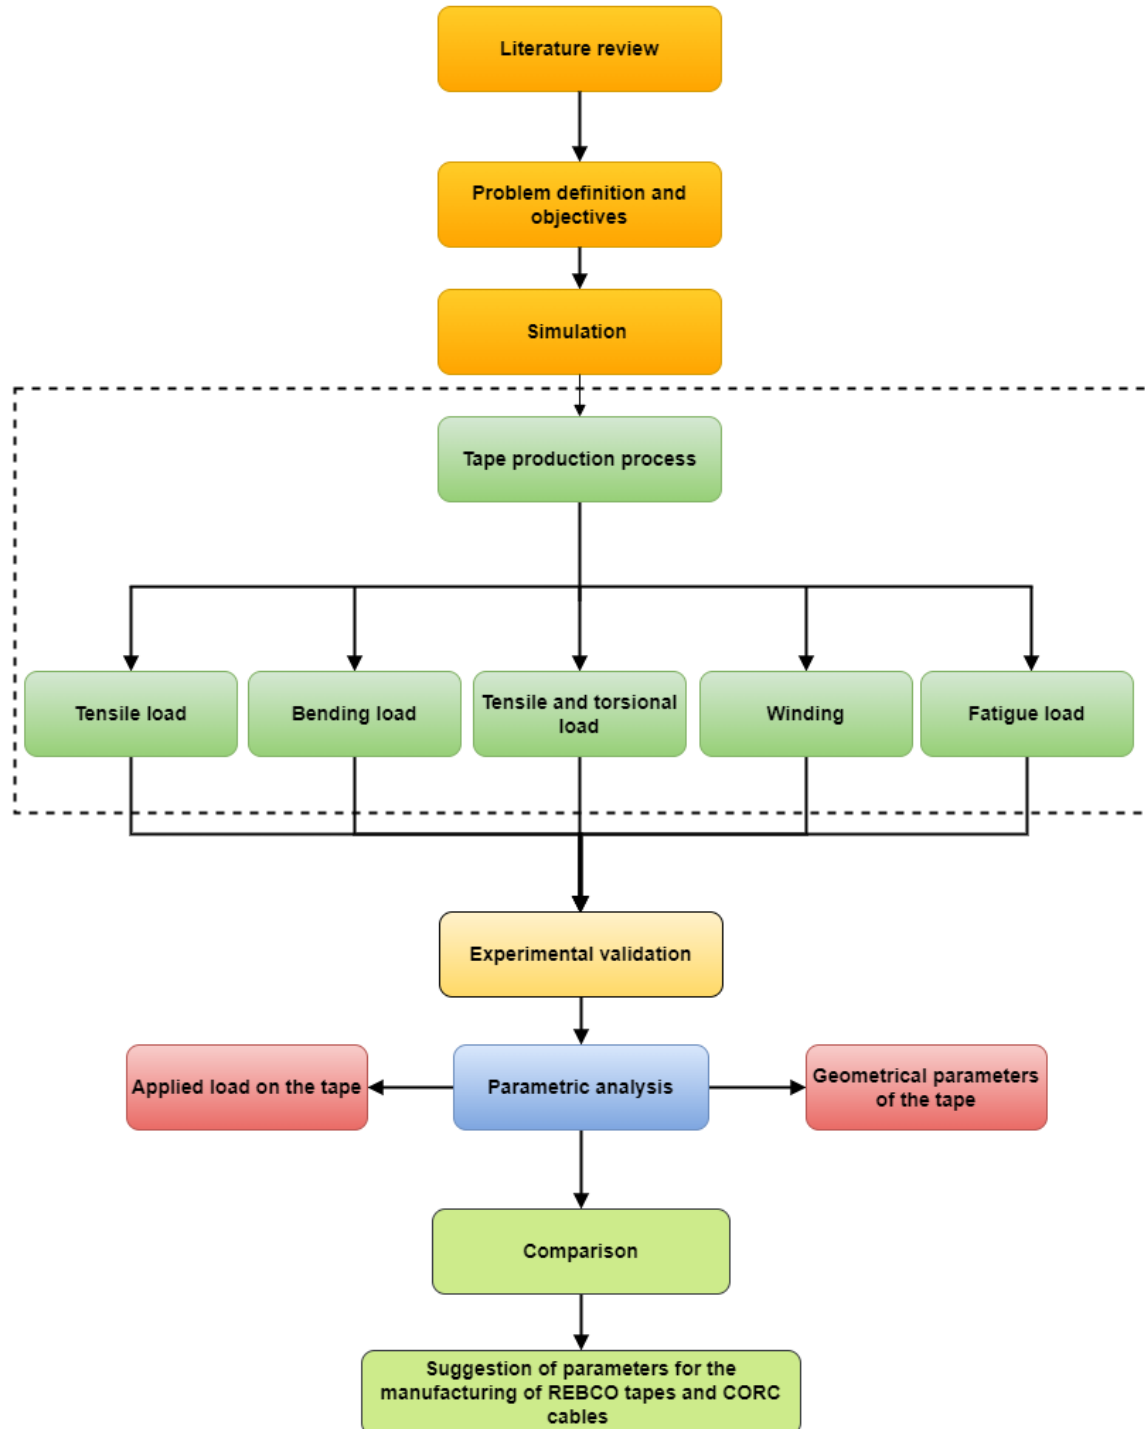 Literature review
Problem definition and
objectives
Simulation
Tape production process
Tensile load
Bending load
Tensile and torsional
load
Winding
Fatigue load
Experimental validation
Applied load on the tape
Parametric analysis
Geometrical parameters
of the tape
Comparison
Suggestion of parameters for the
manufacturing of REBCO tapes and CORC
cables